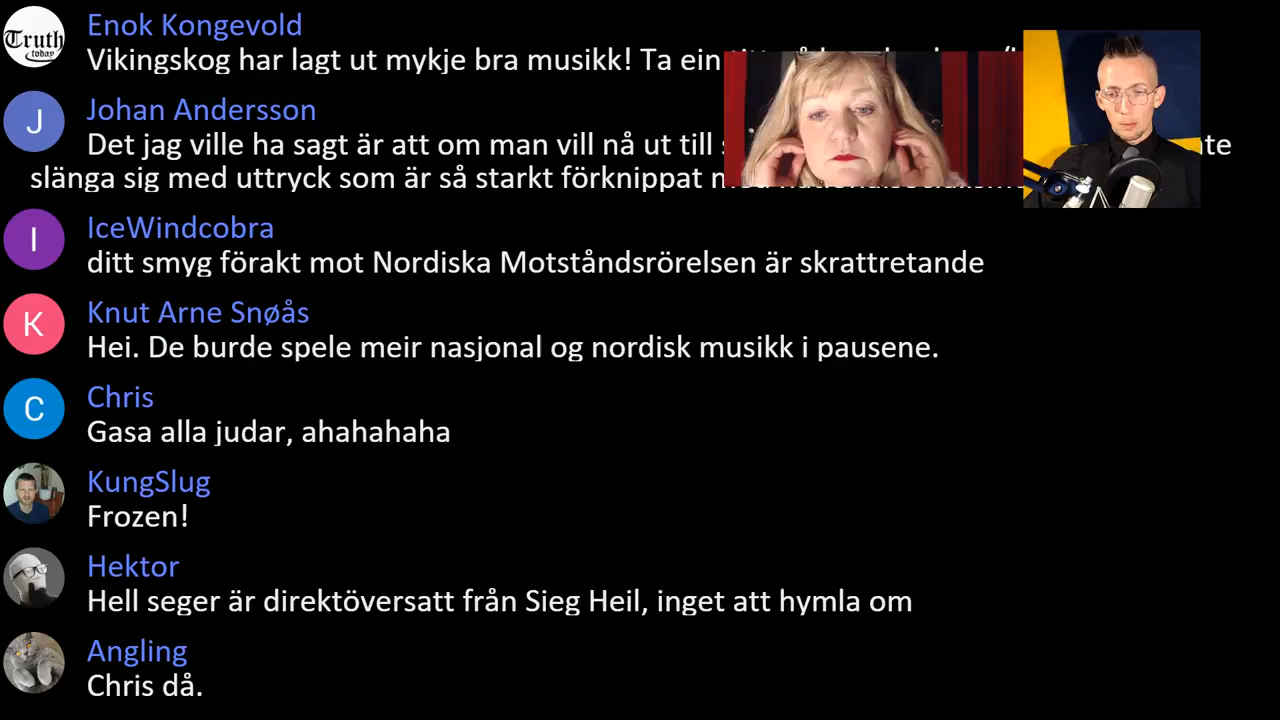 Truth
today
Enok Kongevold
Vikingskog har lagt ut mykje bra musikk! Ta ein
J
Johan Andersson
Det jag ville ha sagt är att om man vill nå ut till
slänga sig med uttryck som är så starkt förknippat
I
IceWindcobra
ditt smyg förakt mot Nordiska Motståndsrörelsen är skrattretande
K
Knut Arne Snøås
Hei. De burde spele meir nasjonal og nordisk musikk i pausene.
C
Chris
Gasa alla judar, ahahahaha
KungSlug
Frozen!
Hektor
Hell seger är direktöversatt från Sieg Heil, inget att hymla om
Angling
Chris då.